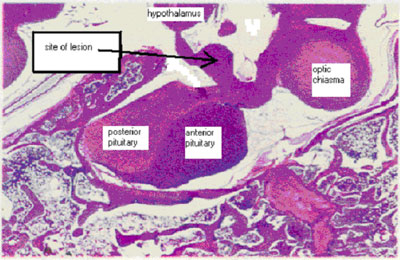 hypothalamus
site of lesion
optic
chiasma
posterior
pituitary
anterior
pituitary